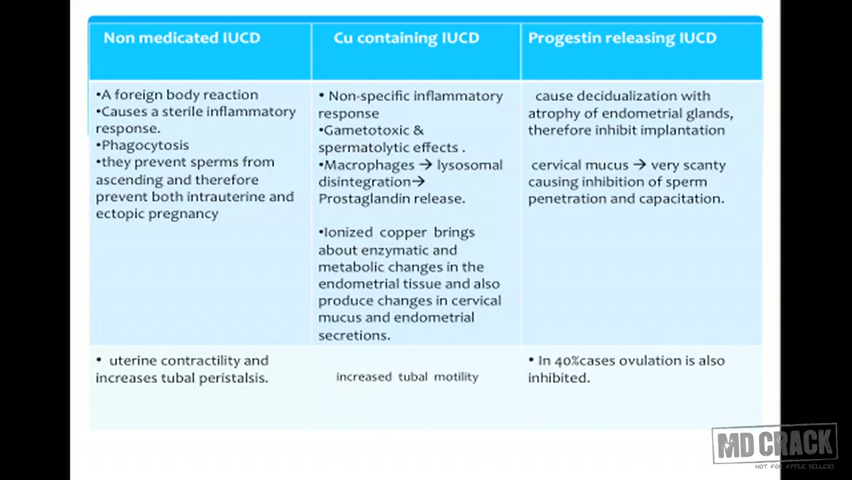 Non medicated IUCD
Cu containing IUCD
Progestin releasing IUCD
•A foreign body reaction
•Causes a sterile inflammatory
response.
•Phagocytosis
•they prevent sperms from
ascending and therefore
prevent both intrauterine and
ectopic pregnancy
• Non-specific inflammatory
response
•Gametotoxic &
spermatolytic effects .
•Macrophages → lysosomal
disintegration→
Prostaglandin release.
•Ionized copper brings
about enzymatic and
metabolic changes in the
endometrial tissue and also
produce changes in cervical
mucus and endometrial
secretions.
cause decidualization with
atrophy of endometrial glands,
therefore inhibit implantation
cervical mucus → very scanty
causing inhibition of sperm
penetration and capacitation.
• uterine contractility and
increases tubal peristalsis.
increased tubal motility
• In 40%cases ovulation is also
inhibited.
MD CRACK
NOT FOR APPLE SELLERS